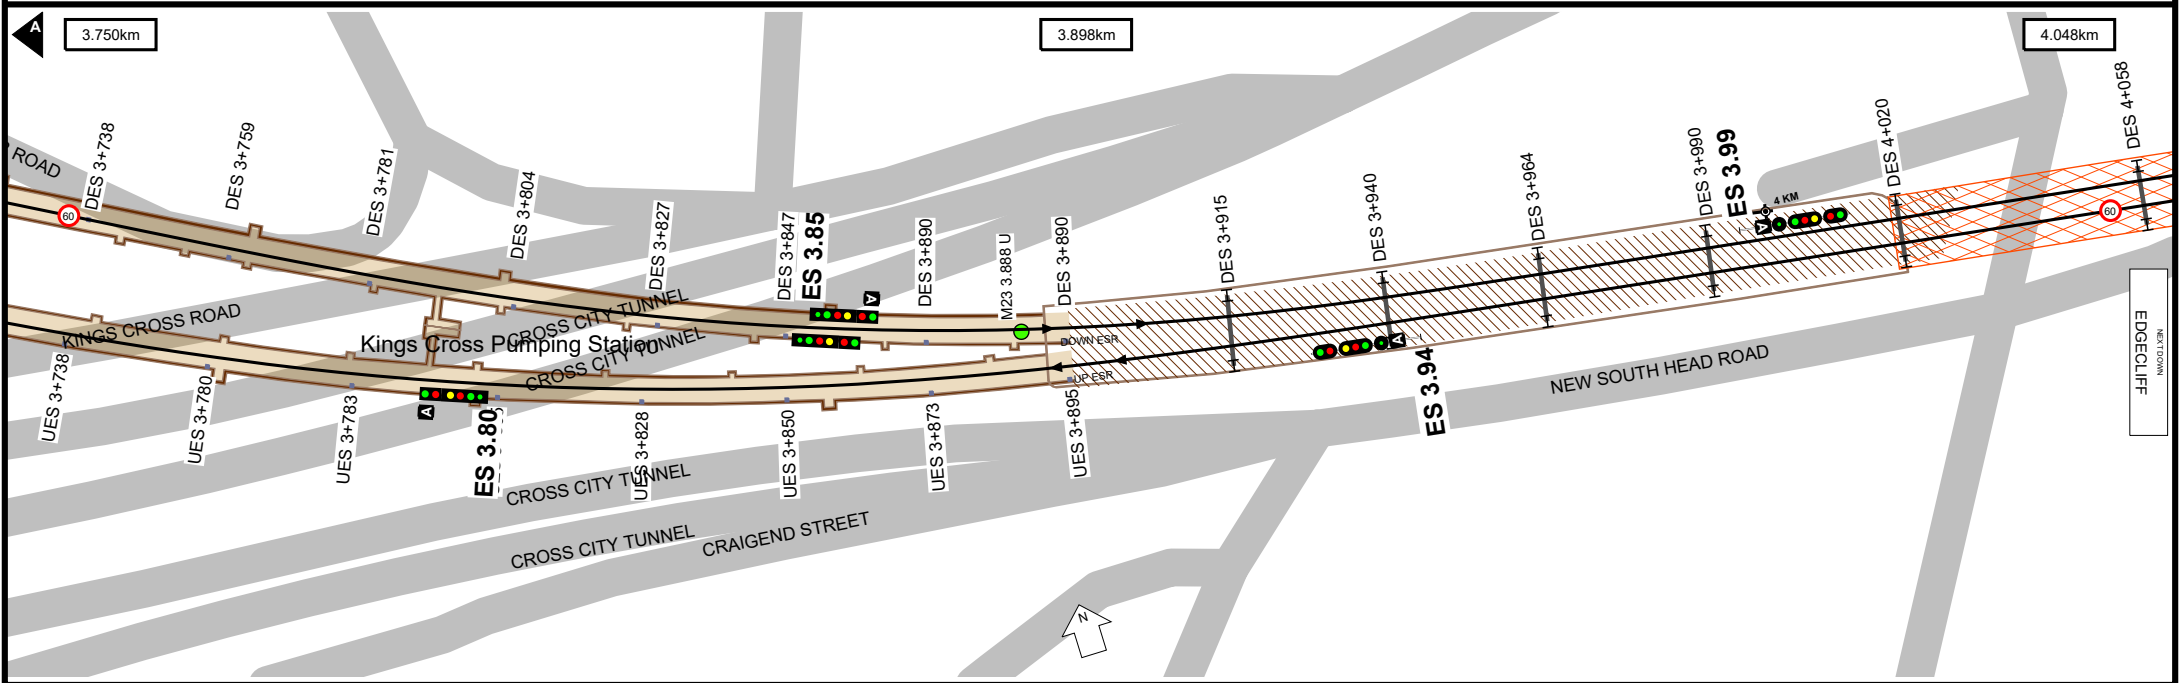 A
3.750km
3.898km
4.048km
ROAD
60
DES 3+738
DES 3+759
DES 3+781
DES 3+804
DES 3+827
DES 3+847
ES 3.85
A
DES 3+890
M23 3.888 U
DES 3+890
DES 3+915
DES 3+940
DES 3+964
DES 3+990
ES 3.99
A
4 KM
DES 4+020
DES 4+058
60
KINGS CROSS ROAD
CROSS CITY TUNNEL
Kings Cross Pumping Station
CROSS CITY TUNNEL
DOWN ESR
UP ESR
A
ES 3.94
NEW SOUTH HEAD ROAD
NEXT DOWN
EDGECLIFF
UES 3+738
UES 3+780
UES 3+783
A
ES 3.80
UES 3+828
UES 3+850
UES 3+873
UES 3+895
CROSS CITY TUNNEL
CROSS CITY TUNNEL
CRAIGEND STREET
N